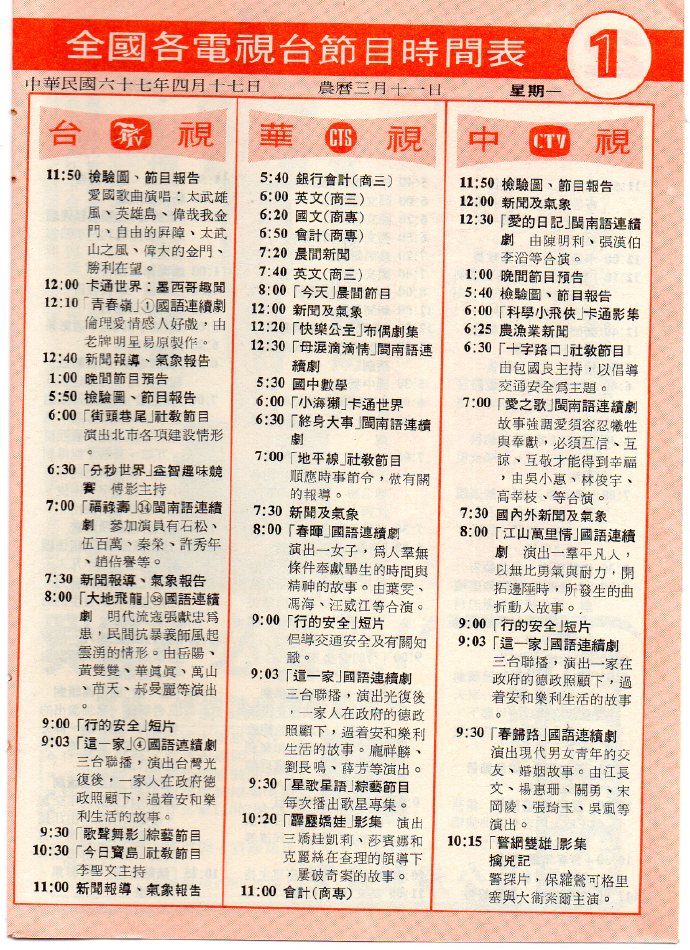 全國各電視台節目時間表
1
中華民國六十七年四月十七日 農曆三月十一日 星期一
台 TTV 視
11:50 檢驗圖、節目報告
愛國歌曲演唱：太武雄
風、英雄島、偉哉我金
門、自由的屏障、太武
山之風、偉大的金門、
勝利在望。
12:00 卡通世界：墨西哥趣聞
12:10「青春嶺」①國語連續劇
倫理愛情感人好戲，由
老牌明星易原製作。
12:40 新聞報導、氣象報告
1:00 晚間節目預告
5:50 檢驗圖、節目報告
6:00「街頭巷尾」社教節目
演出北市各項建設情形
。
6:30「分秒世界」益智趣味競
賽 傅影主持
7:00「福祿壽」⑭閩南語連續
劇 參加演員有石松、
伍百萬、秦榮、許秀年
、趙倩譽等。
7:30 新聞報導、氣象報告
8:00「大地飛龍」㊱國語連續
劇 明代流寇張獻忠爲
患，民間抗暴義師風起
雲湧的情形。由岳陽、
黃雙雙、華眞眞、萬山
、苗天、郝曼麗等演出
。
9:00「行的安全」短片
9:03「這一家」④國語連續劇
三台聯播，演出台灣光
復後，一家人在政府德
政照顧下，過着安和樂
利生活的故事。
9:30「歌聲舞影」綜藝節目
10:30「今日寶島」社教節目
李聖文主持
11:00 新聞報導、氣象報告
華 CTS 視
5:40 銀行會計(商三)
6:00 英文(商三)
6:20 國文(商專)
6:50 會計(商專)
7:20 晨間新聞
7:40 英文(商三)
8:00「今天」晨間節目
12:00 新聞及氣象
12:20「快樂公主」布偶劇集
12:30「母淚滴滴情」閩南語連
續劇
5:30 國中數學
6:00「小海獺」卡通世界
6:30「終身大事」閩南語連續
劇
7:00「地平線」社教節目
順應時事節令，做有關
的報導。
7:30 新聞及氣象
8:00「春暉」國語連續劇
演出一女子，爲人羣無
條件奉獻畢生的時間與
精神的故事。由葉雯、
馮海、汪威江等合演。
9:00「行的安全」短片
倡導交通安全及有關知
識。
9:03「這一家」國語連續劇
三台聯播，演出光復後
，一家人在政府的德政
照顧下，過着安和樂利
生活的故事。龐祥麟、
劉長鳴、薛芳等演出。
9:30「星歌星語」綜藝節目
每次播出歌星專集。
10:20「霹靂嬌娃」影集 演出
三嬌娃凱利、莎賓娜和
克麗絲在查理的領導下
，屢破奇案的故事。
11:00 會計(商專)
中 CTV 視
11:50 檢驗圖、節目報告
12:00 新聞及氣象
12:30「愛的日記」閩南語連續
劇 由陳明利、張漢伯
李滔等合演。
1:00 晚間節目預告
5:40 檢驗圖、節目報告
6:00「科學小飛俠」卡通影集
6:25 農漁業新聞
6:30「十字路口」社敎節目
由包國良主持，以倡導
交通安全爲主題。
7:00「愛之歌」閩南語連續劇
故事強調愛須容忍犧牲
與奉獻，必須互信、互
諒、互敬才能得到幸福
，由吳小惠、林俊宇、
高幸枝、等合演。
7:30 國內外新聞及氣象
8:00「江山萬里情」國語連續
劇 演出一羣平凡人，
以無比勇氣與耐力，開
拓邊陲時，所發生的曲
折動人故事。
9:00「行的安全」短片
9:03「這一家」國語連續劇
三台聯播，演出一家在
政府的德政照顧下，過
着安和樂利生活的故事
。
9:30「春歸路」國語連續劇
演出現代男女青年的交
友、婚姻故事。由江長
文、楊惠珊、關勇、宋
岡陵、張琦玉、吳風等
演出。
10:15「警網雙雄」影集
擒兇記
警探片，保羅鶯可格里
塞與大衛索爾主演。